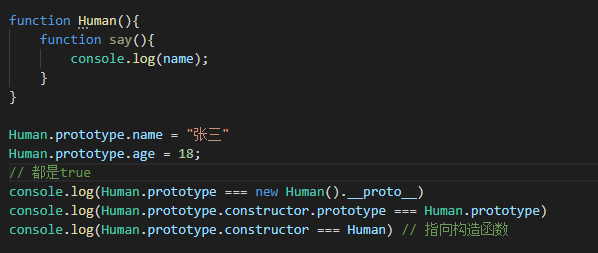 function Human(){
    function say(){
        console.log(name);
    }
}
Human.prototype.name = "张三"
Human.prototype.age = 18;
// 都是true
console.log(Human.prototype === new Human().__proto__)
console.log(Human.prototype.constructor.prototype === Human.prototype)
console.log(Human.prototype.constructor === Human) // 指向构造函数